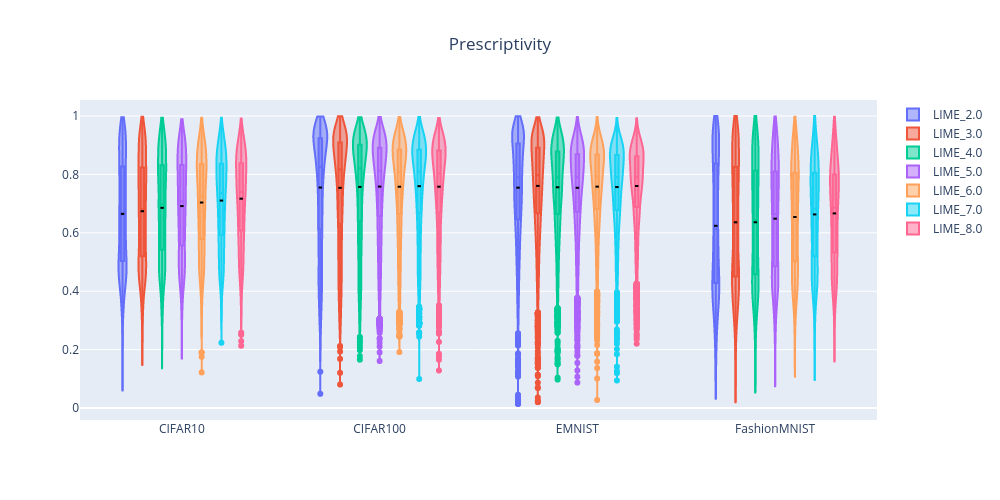 Prescriptivity
1
0.8
0.6
0.4
0.2
0
CIFAR10
CIFAR100
EMNIST
FashionMNIST
LIME_2.0
LIME_3.0
LIME_4.0
LIME_5.0
LIME_6.0
LIME_7.0
LIME_8.0